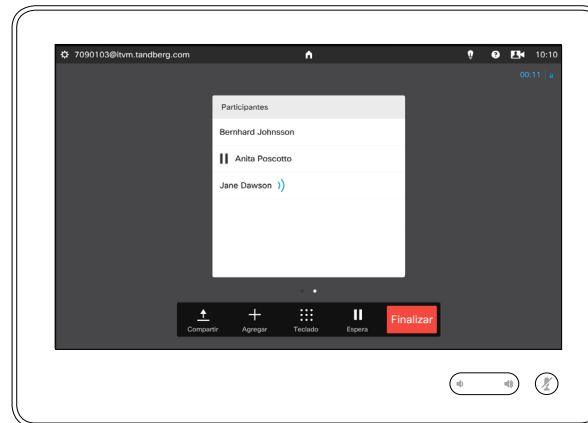 7090103@itvm.tandberg.com 10:10
00:11
Participantes
Bernhard Johnsson
Anita Poscotto
Jane Dawson
Compartir Agregar Teclado Espera Finalizar